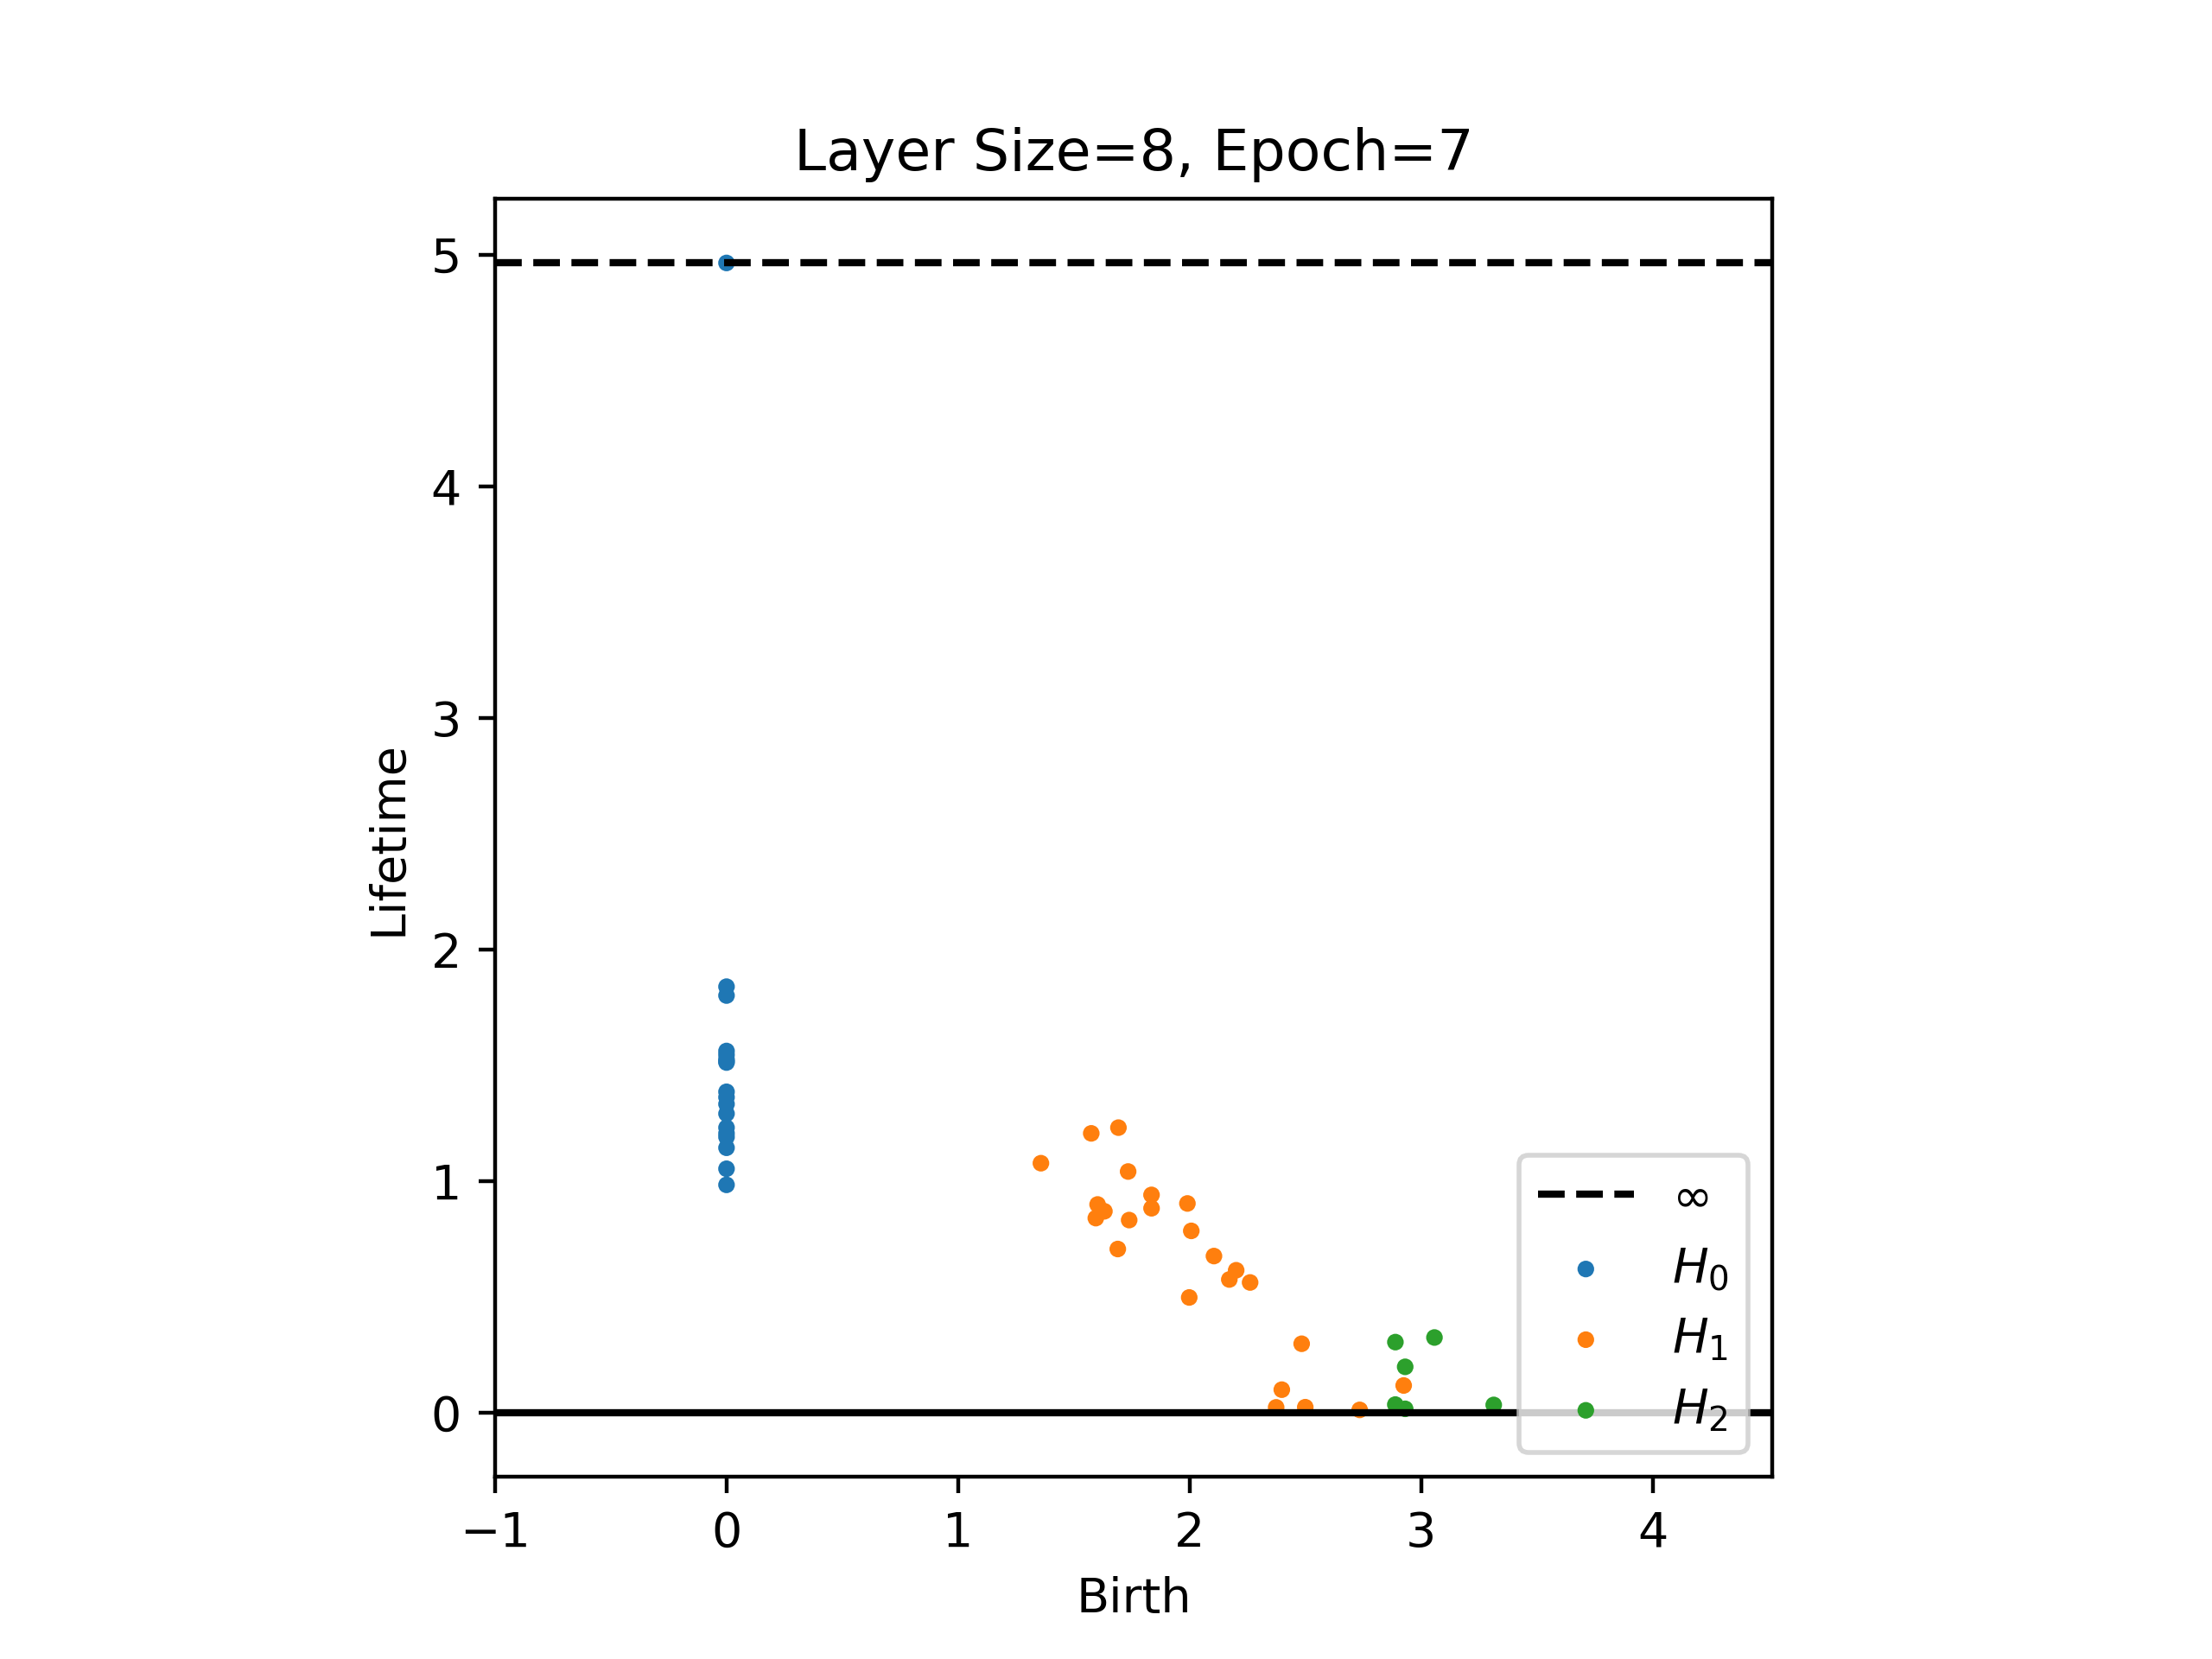 Layer Size=8, Epoch=7
5
4
3
2
1
0
Lifetime
∞
H₀
H₁
H₂
−1 0 1 2 3 4
Birth